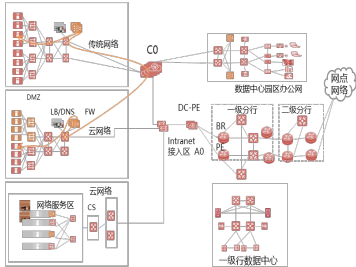 传统网络
C0
数据中心园区办公网
网点
网络
DMZ
LB/DNS
FW
云网络
DC-PE
Intranet
接入区 A0
一级分行
BR
PE
二级分行
云网络
网络服务区
CS
一级行数据中心